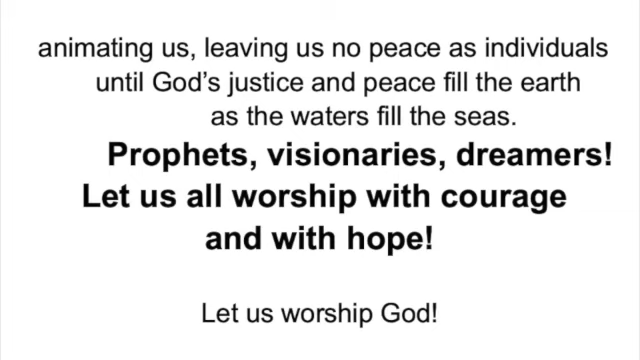 animating us, leaving us no peace as individuals
until God’s justice and peace fill the earth
as the waters fill the seas.
Prophets, visionaries, dreamers!
Let us all worship with courage
and with hope!
Let us worship God!